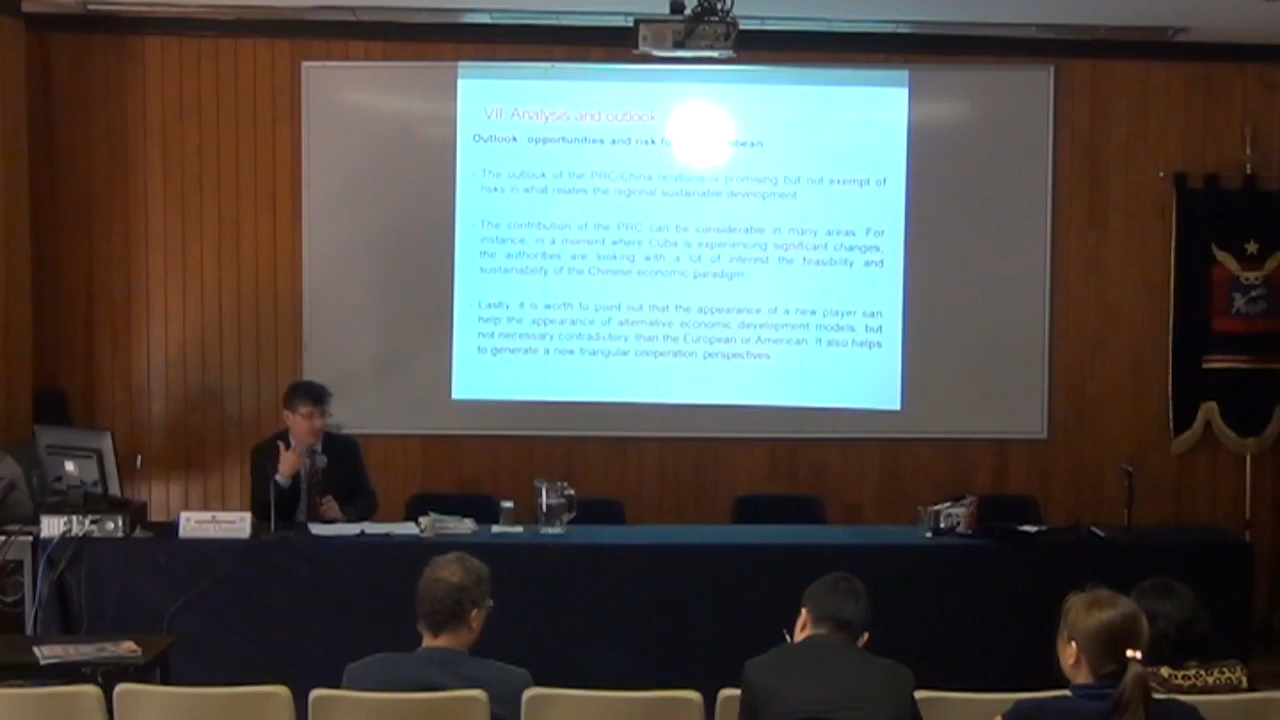 VII. Analysis and outlook
Outlook: opportunities and risk
- The outlook of the PRC/China relations is promising but not exempt of
risks in what relates the regional sustainable development.
- The contribution of the PRC can be considerable in many areas. For
instance, in a moment where Cuba is experiencing significant changes,
the authorities are looking with a lot of interest the feasibility and
sustainability of the Chinese economic paradigm.
- Lastly, it is worth to point out that the appearance of a new player can
help the appearance of alternative economic development models, but
not necessary contradictory, than the European or American. It also helps
to generate a new triangular cooperation perspectives.